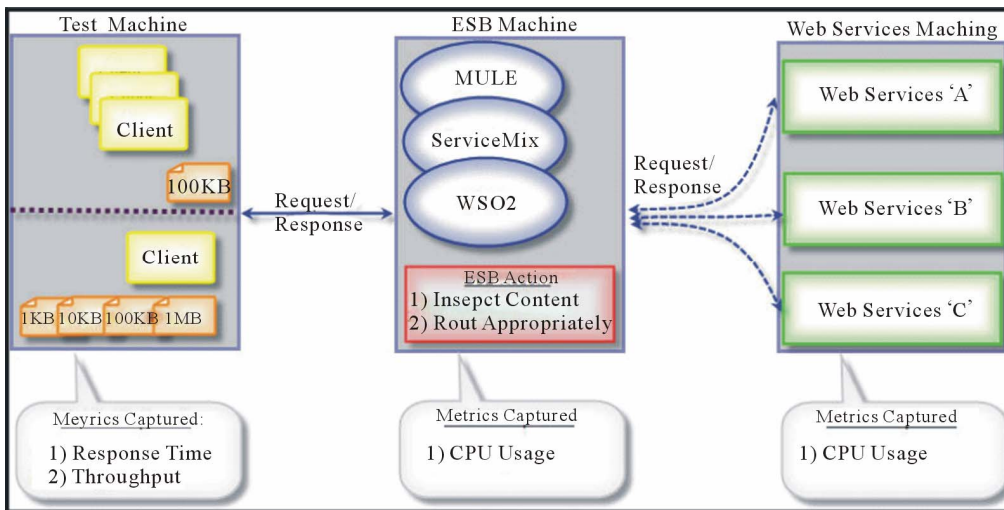 Test Machine
Client
100KB
Client
1KB 10KB 100KB 1MB
Meyrics Captured:
1) Response Time
2) Throughput
Request/
Response
ESB Machine
MULE
ServiceMix
WSO2
ESB Action
1) Insepct Content
2) Rout Appropriately
Metrics Captured
1) CPU Usage
Request/
Response
Web Services Maching
Web Services ‘A’
Web Services ‘B’
Web Services ‘C’
Metrics Captured
1) CPU Usage